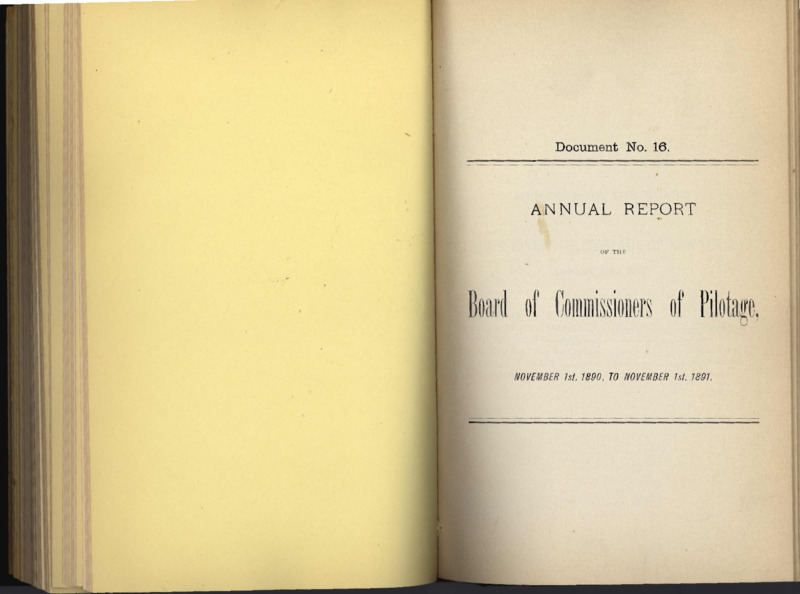 Document No. 16.
ANNUAL REPORT
OF THE
Board of Commissioners of Pilotage,
NOVEMBER 1st, 1890, TO NOVEMBER 1st, 1891.